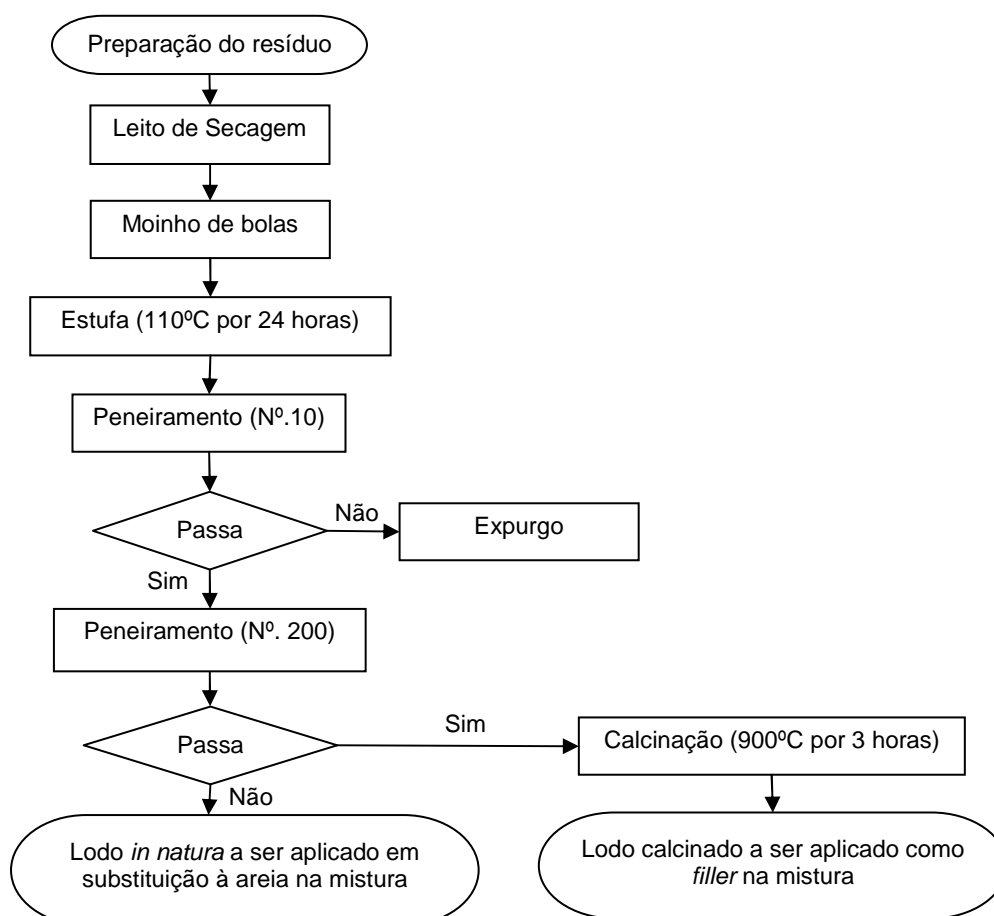 Preparação do resíduo
Leito de Secagem
Moinho de bolas
Estufa (110ºC por 24 horas)
Peneiramento (Nº.10)
Passa
Não
Expurgo
Sim
Peneiramento (Nº. 200)
Passa
Sim
Calcinação (900ºC por 3 horas)
Não
Lodo in natura a ser aplicado em
substituição à areia na mistura
Lodo calcinado a ser aplicado como
filler na mistura